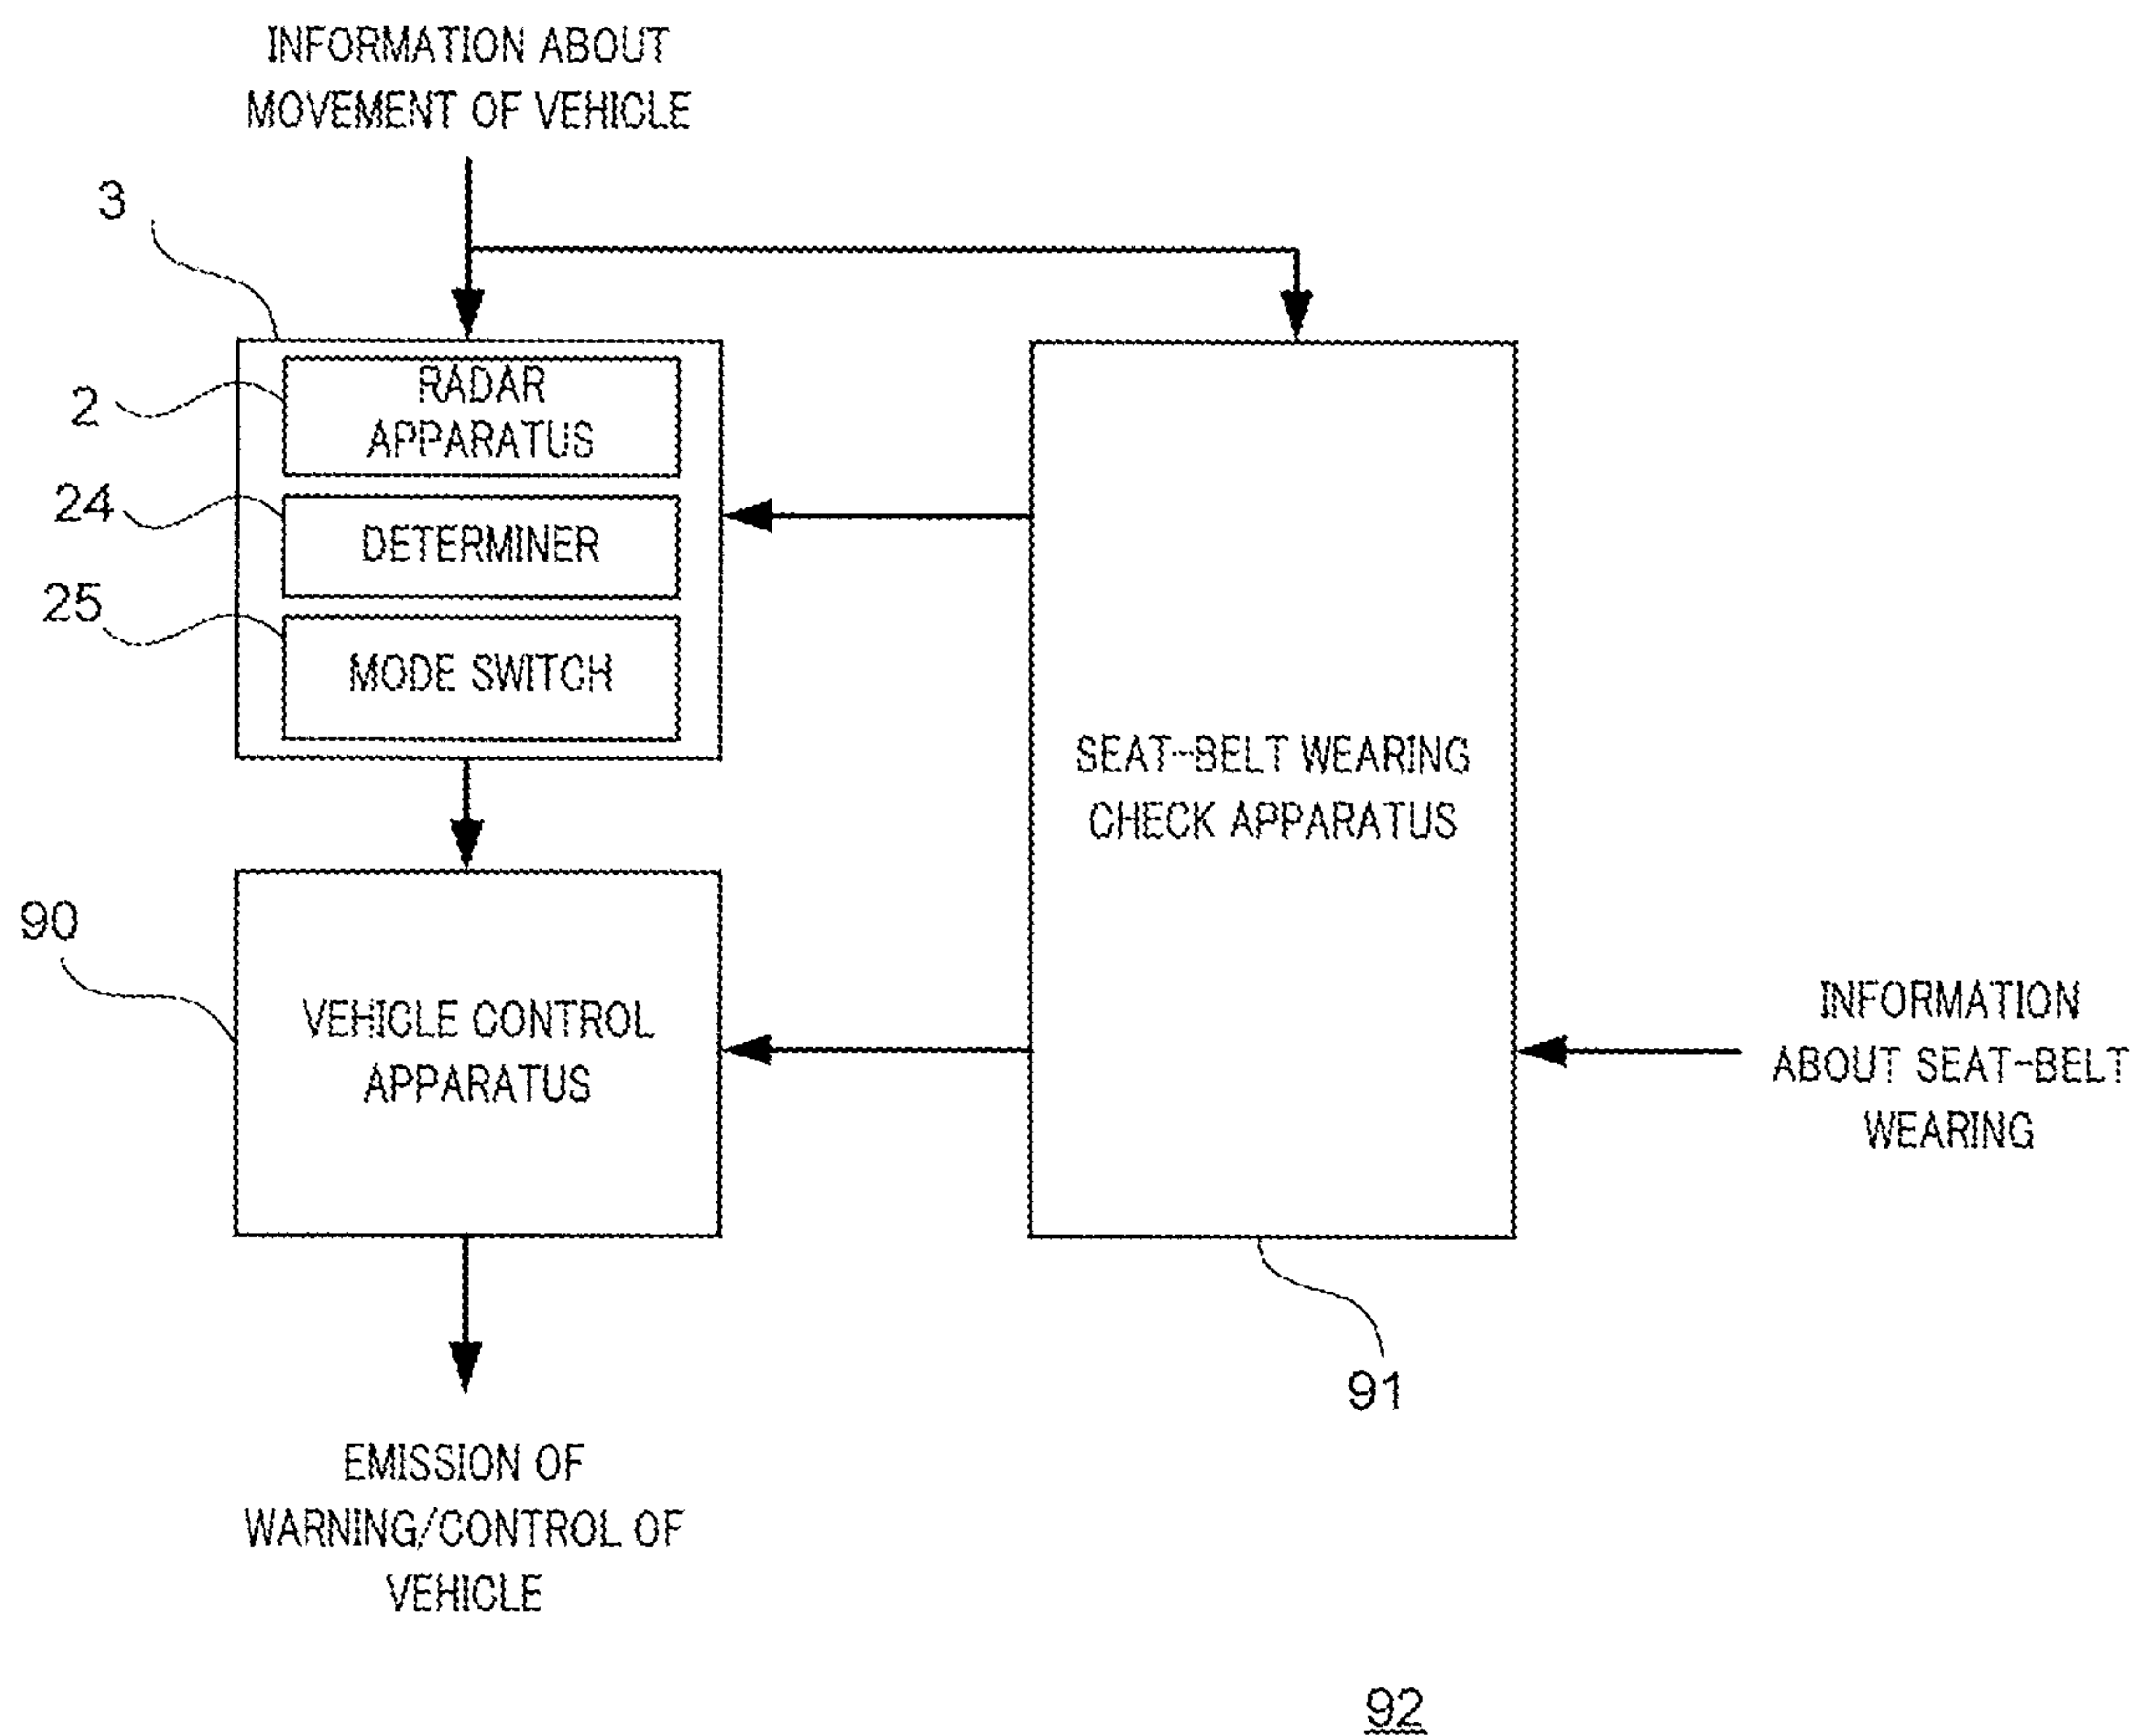 INFORMATION ABOUT
MOVEMENT OF VEHICLE
3
2
RADAR
APPARATUS
24
DETERMINER
25
MODE SWITCH
SEAT-BELT WEARING
CHECK APPARATUS
90
VEHICLE CONTROL
APPARATUS
INFORMATION
ABOUT SEAT-BELT
WEARING
91
EMISSION OF
WARNING/CONTROL OF
VEHICLE
92